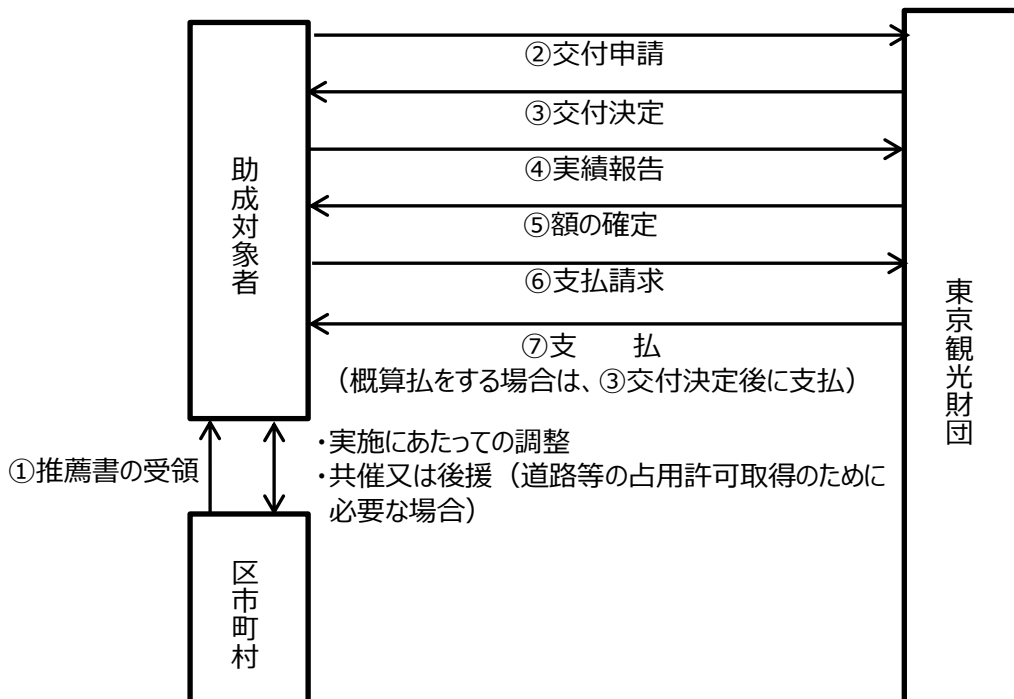 ②交付申請
③交付決定
④実績報告
⑤額の確定
⑥支払請求
⑦支　　払
（概算払をする場合は、③交付決定後に支払）
助成対象者
東京観光財団
①推薦書の受領
・実施にあたっての調整
・共催又は後援（道路等の占用許可取得のために
必要な場合）
区市町村